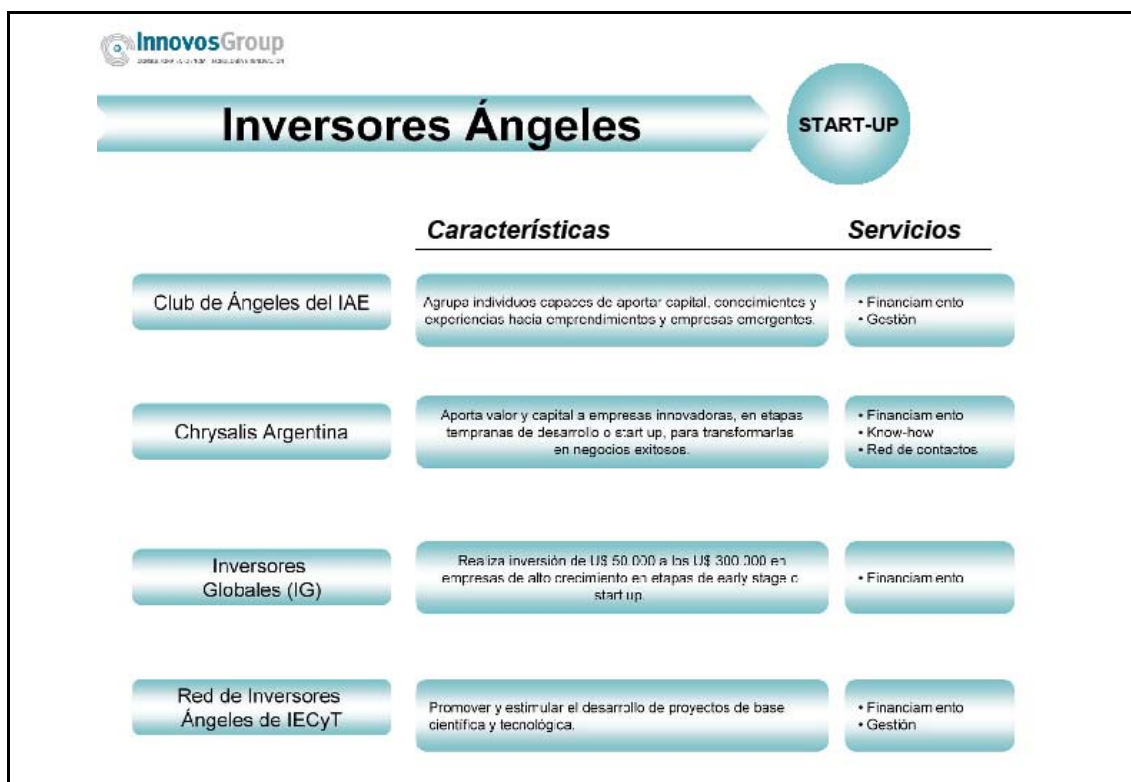 InnovosGroup
Inversores Ángeles
START-UP
Características
Servicios
Club de Ángeles del IAE
Agrupa individuos capaces de aportar capital, conocimientos y
experiencias hacia emprendimientos y empresas emergentes.
• Financiamiento
• Gestión
Chrysalis Argentina
Aporta valor y capital a empresas innovadoras, en etapas
tempranas de desarrollo o start up, para transformarlas
en negocios exitosos.
• Financiamiento
• Know-how
• Red de contactos
Inversores
Globales (IG)
Realiza inversión de U$ 50.000 a los U$ 300.000 en
empresas de alto crecimiento en etapas de early stage o
start up.
• Financiamiento
Red de Inversores
Ángeles de IECyT
Promover y estimular el desarrollo de proyectos de base
científica y tecnológica.
• Financiamiento
• Gestión